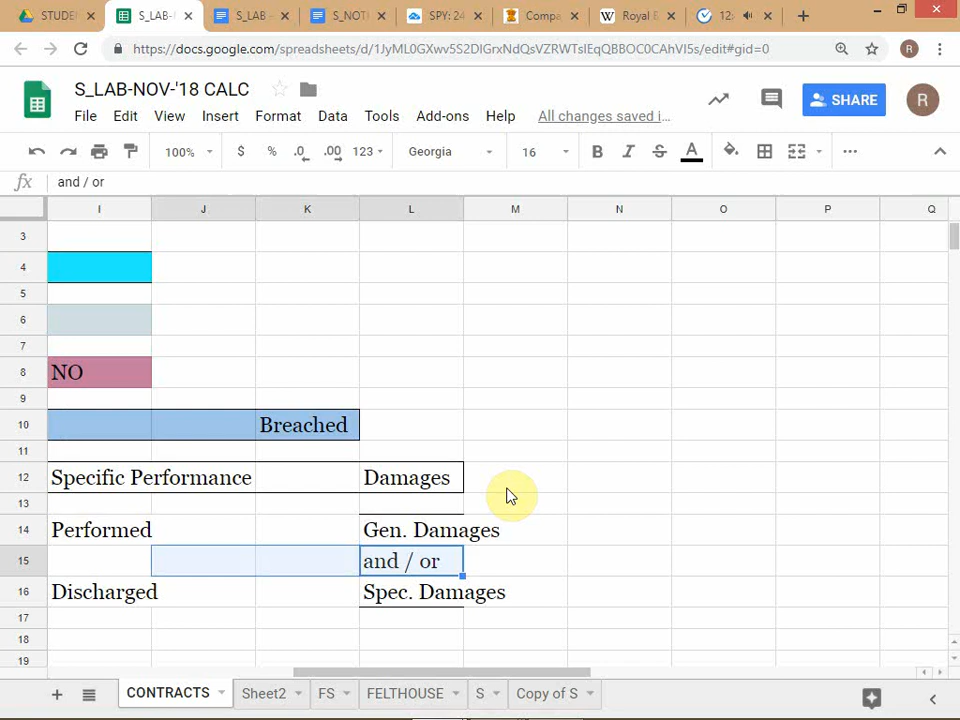 STUDE
S_LAB-
S_LAB -
S_NOT
SPY: 24
Compa
Royal E
12:
https://docs.google.com/spreadsheets/d/1JyML0GXwv5S2DIGrxNdQsVZRWTsIEqQBBOC0CAhVI5s/edit#gid=0
R
S_LAB-NOV-'18 CALC
SHARE
R
File Edit View Insert Format Data Tools Add-ons Help All changes saved i…
100% $ % .0 .00 123 Georgia 16 B I S A
fx and / or
I J K L M N O P Q
3
4
5
6
7
8 NO
9
10 Breached
11
12 Specific Performance Damages
13
14 Performed Gen. Damages
15 and / or
16 Discharged Spec. Damages
17
18
19
CONTRACTS Sheet2 FS FELTHOUSE S Copy of S